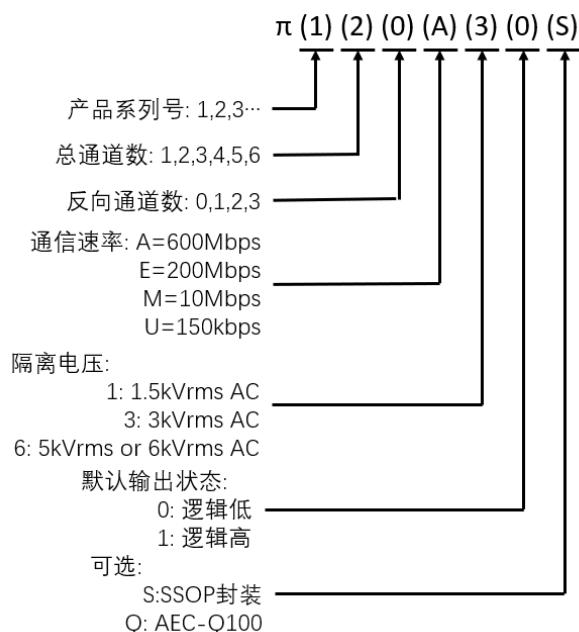 π (1) (2) (0) (A) (3) (0) (S)
产品系列号: 1,2,3…
总通道数: 1,2,3,4,5,6
反向通道数: 0,1,2,3
通信速率: A=600Mbps
E=200Mbps
M=10Mbps
U=150kbps
隔离电压:
1: 1.5kVrms AC
3: 3kVrms AC
6: 5kVrms or 6kVrms AC
默认输出状态:
0: 逻辑低
1: 逻辑高
可选:
S:SSOP封装
Q: AEC-Q100